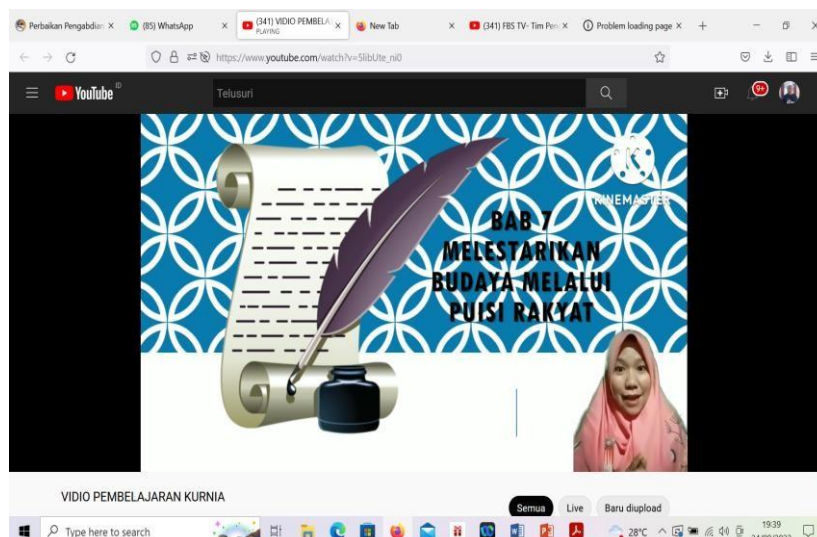 Perbaikan Pengabdian
(85) WhatsApp
(341) VIDIO PEMBELA
PLAYING
New Tab
(341) FBS TV- Tim Pen
Problem loading page
https://www.youtube.com/watch?v=5libUte_ni0
YouTube ID
Telusuri
9+
KINEMASTER
BAB 7
MELESTARIKAN
BUDAYA MELALUI
PUISI RAKYAT
VIDIO PEMBELAJARAN KURNIA
Semua Live Baru diupload
Type here to search
28°C
19:39